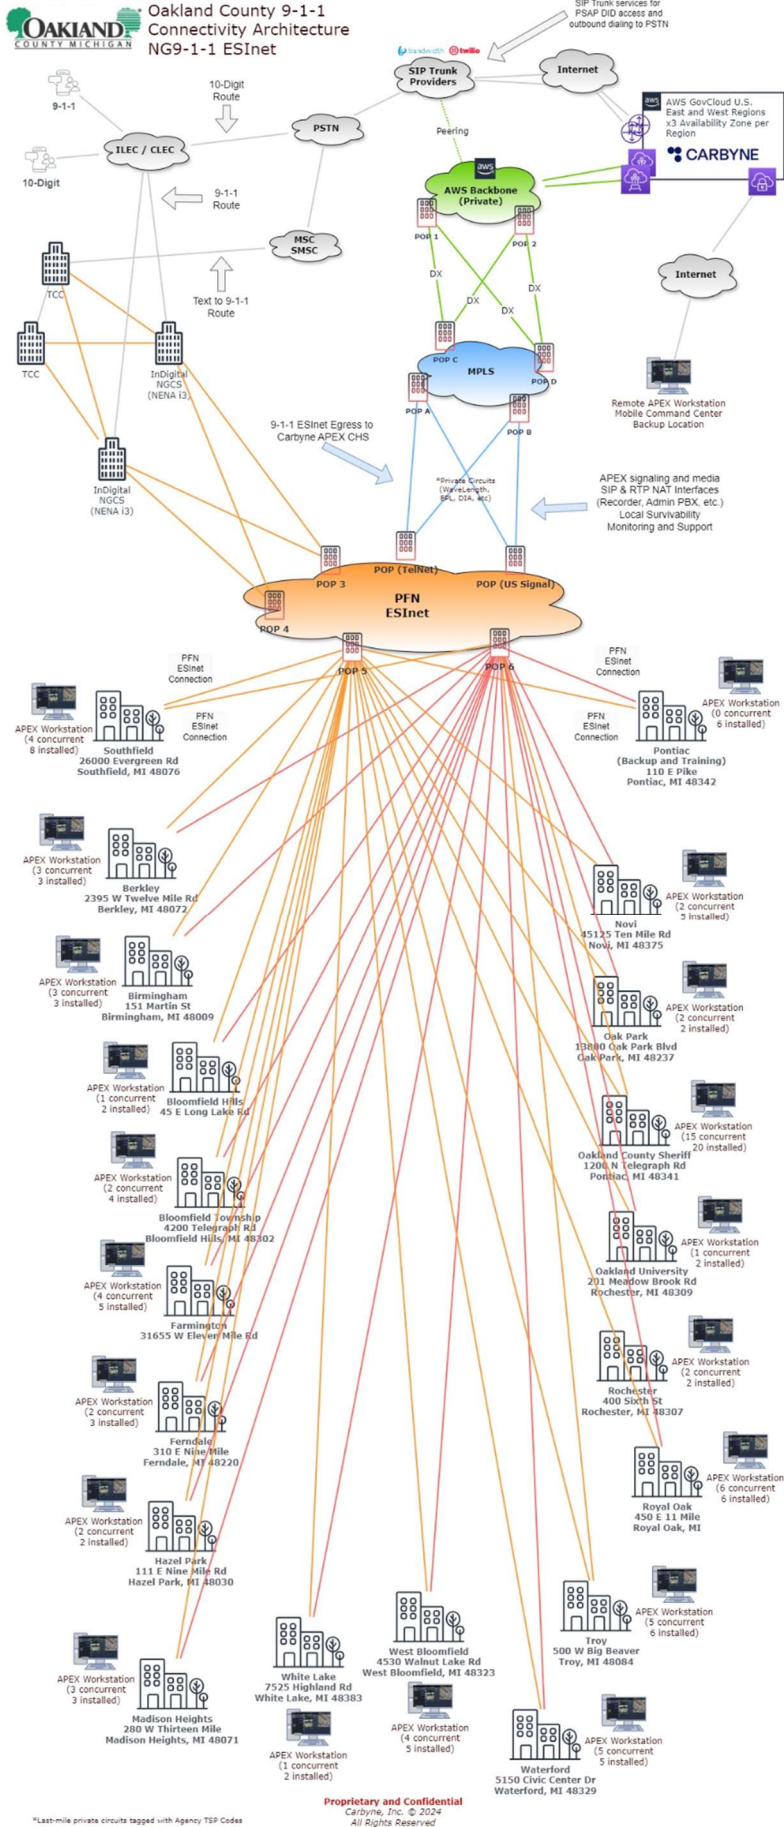 OAKLAND
COUNTY MICHIGAN
Oakland County 9-1-1
Connectivity Architecture
NG9-1-1 ESInet
SIP Trunk services for
PSAP DID access and
outbound dialing to PSTN
bandwidth
twilio
SIP Trunk
Providers
Internet
9-1-1
10-Digit
Route
PSTN
ILEC / CLEC
10-Digit
Peering
aws
AWS GovCloud U.S.
East and West Regions
x3 Availability Zone per
Region
CARBYNE
aws
AWS Backbone
(Private)
9-1-1
Route
POP 1
POP 2
MSC
SMSC
TCC
Text to 9-1-1
Route
DX
DX
DX
DX
Internet
TCC
InDigital
NGCS
(NENA i3)
POP C
POP D
MPLS
POP A
POP B
Remote APEX Workstation
Mobile Command Center
Backup Location
9-1-1 ESInet Egress to
Carbyne APEX CHS
InDigital
NGCS
(NENA i3)
*Private Circuits
(WaveLength,
EPL, DIA, etc)
APEX signaling and media
SIP & RTP NAT Interfaces
(Recorder, Admin PBX, etc.)
Local Survivability
Monitoring and Support
POP 3
POP (TelNet)
POP (US Signal)
PFN
ESInet
POP 4
POP 5
POP 6
PFN
ESInet
Connection
PFN
ESInet
Connection
PFN
ESInet
Connection
PFN
ESInet
Connection
APEX Workstation
(4 concurrent
8 installed)
Southfield
26000 Evergreen Rd
Southfield, MI 48076
APEX Workstation
(0 concurrent
6 installed)
Pontiac
(Backup and Training)
110 E Pike
Pontiac, MI 48342
APEX Workstation
(3 concurrent
3 installed)
Berkley
2395 W Twelve Mile Rd
Berkley, MI 48072
APEX Workstation
(2 concurrent
5 installed)
Novi
45125 Ten Mile Rd
Novi, MI 48375
APEX Workstation
(3 concurrent
3 installed)
Birmingham
151 Martin St
Birmingham, MI 48009
APEX Workstation
(2 concurrent
2 installed)
Oak Park
13800 Oak Park Blvd
Oak Park, MI 48237
APEX Workstation
(1 concurrent
2 installed)
Bloomfield Hills
45 E Long Lake Rd
APEX Workstation
(15 concurrent
20 installed)
Oakland County Sheriff
1200 N Telegraph Rd
Pontiac, MI 48341
APEX Workstation
(2 concurrent
4 installed)
Bloomfield Township
4200 Telegraph Rd
Bloomfield Hills, MI 48302
APEX Workstation
(1 concurrent
2 installed)
Oakland University
201 Meadow Brook Rd
Rochester, MI 48309
APEX Workstation
(4 concurrent
5 installed)
Farmington
31655 W Eleven Mile Rd
APEX Workstation
(2 concurrent
2 installed)
Rochester
400 Sixth St
Rochester, MI 48307
APEX Workstation
(2 concurrent
3 installed)
Ferndale
310 E Nine Mile
Ferndale, MI 48220
APEX Workstation
(6 concurrent
6 installed)
Royal Oak
450 E 11 Mile
Royal Oak, MI
APEX Workstation
(2 concurrent
2 installed)
Hazel Park
111 E Nine Mile Rd
Hazel Park, MI 48030
APEX Workstation
(5 concurrent
6 installed)
Troy
500 W Big Beaver
Troy, MI 48084
APEX Workstation
(3 concurrent
3 installed)
Madison Heights
280 W Thirteen Mile
Madison Heights, MI 48071
White Lake
7525 Highland Rd
White Lake, MI 48383
APEX Workstation
(1 concurrent
2 installed)
West Bloomfield
4530 Walnut Lake Rd
West Bloomfield, MI 48323
APEX Workstation
(4 concurrent
5 installed)
APEX Workstation
(5 concurrent
5 installed)
Waterford
5150 Civic Center Dr
Waterford, MI 48329
Proprietary and Confidential
Carbyne, Inc. © 2024
All Rights Reserved
*Last-mile private circuits tagged with Agency TSP Codes